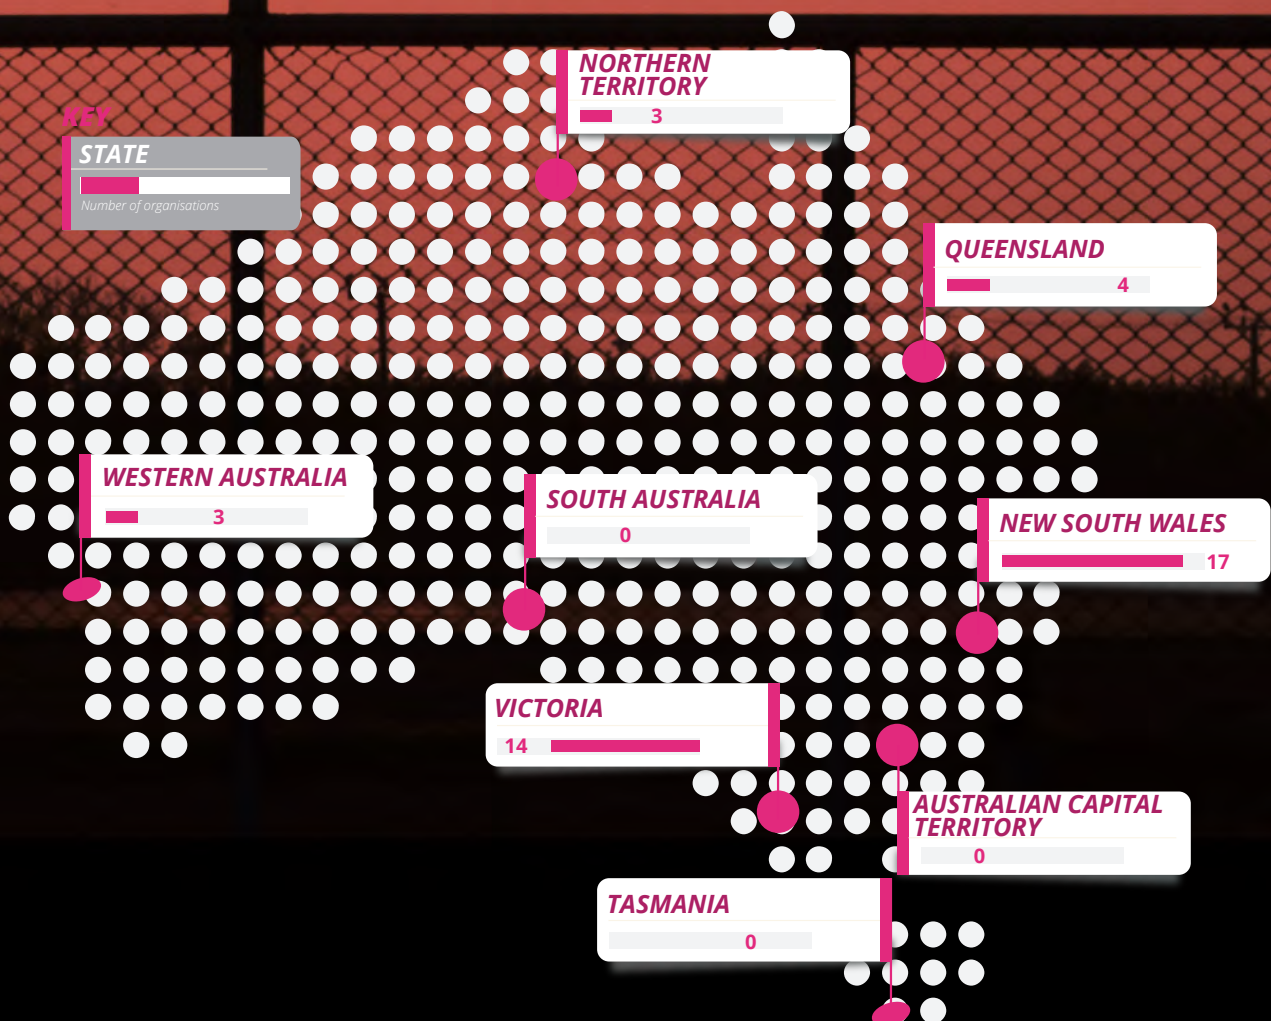 NORTHERN
TERRITORY
3
KEY
STATE
Number of organisations
QUEENSLAND
4
WESTERN AUSTRALIA
3
SOUTH AUSTRALIA
0
NEW SOUTH WALES
17
VICTORIA
14
AUSTRALIAN CAPITAL
TERRITORY
0
TASMANIA
0